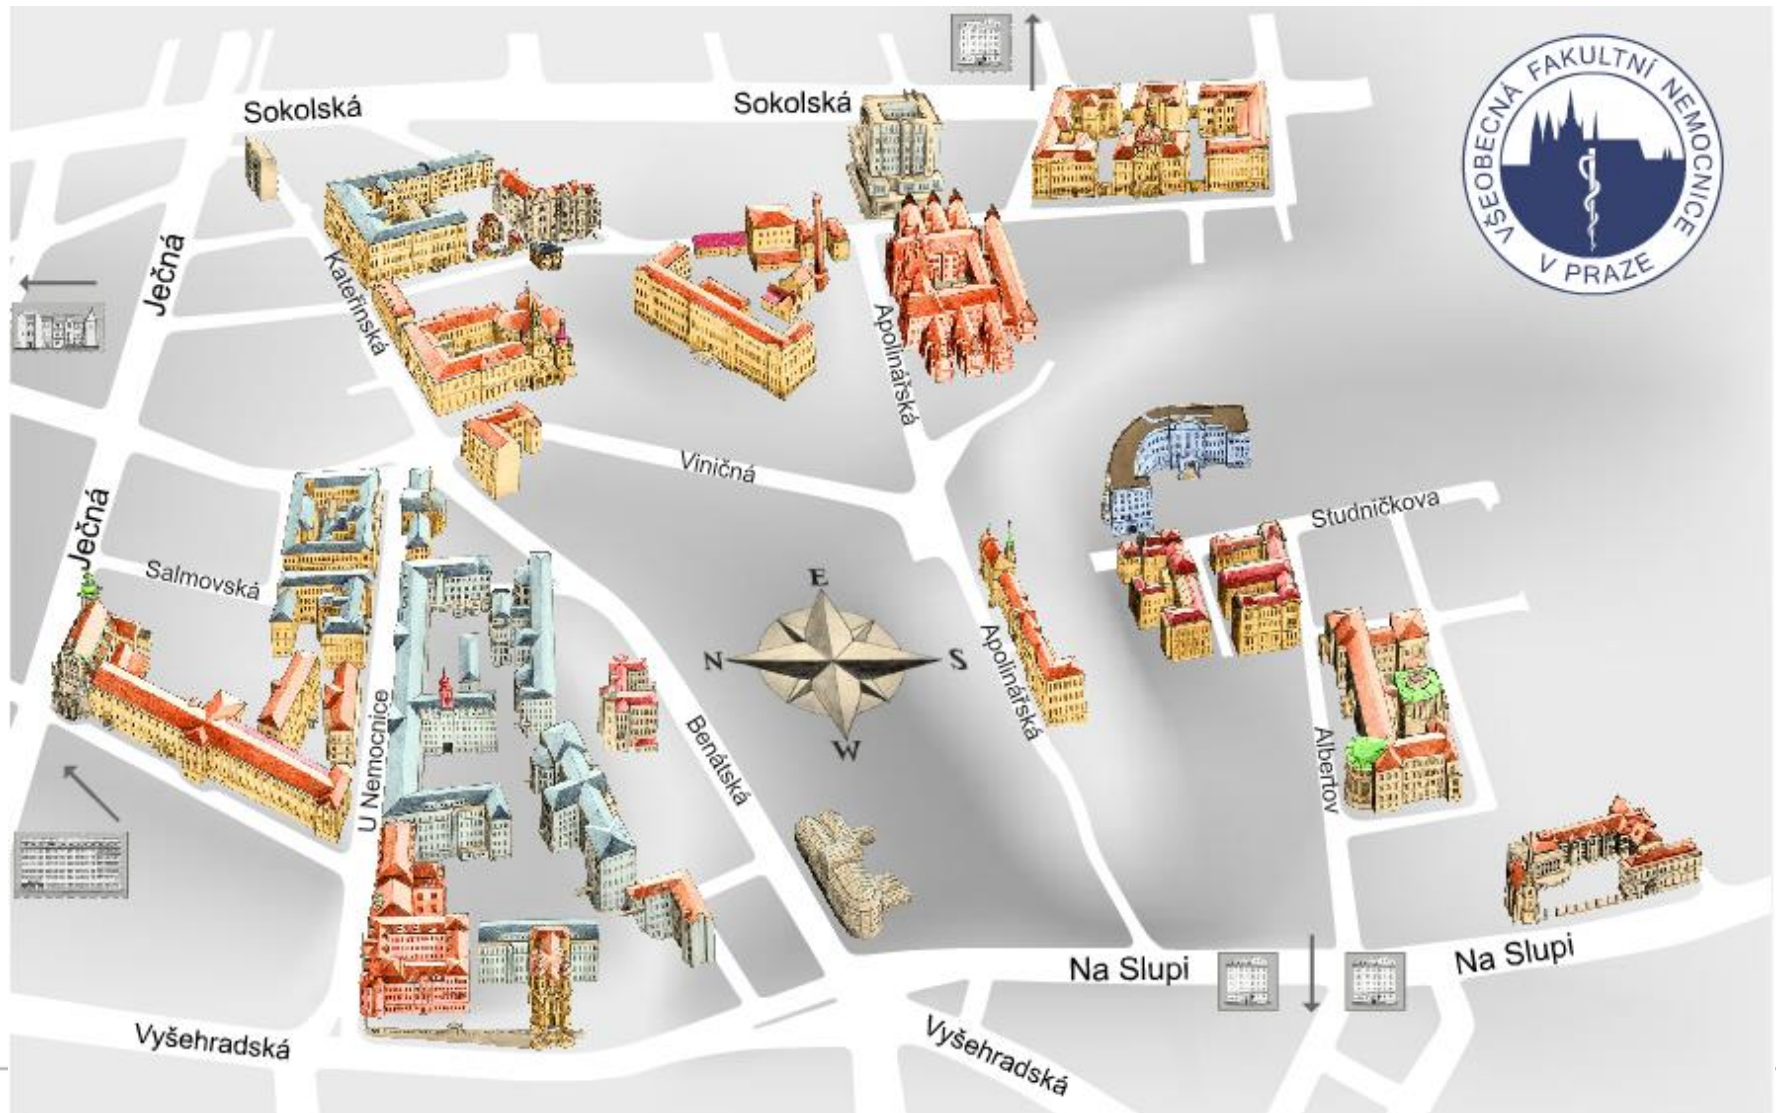 Sokolská
Sokolská
VŠEOBECNÁ FAKULTNÍ NEMOCNICE
V PRAZE
Ječná
Kateřinská
Apolinářská
Viničná
Ječná
Studničkova
Salmovská
E
N
S
W
Apolinářská
U Nemocnice
Benátská
Albertov
Na Slupi
Na Slupi
Vyšehradská
Vyšehradská